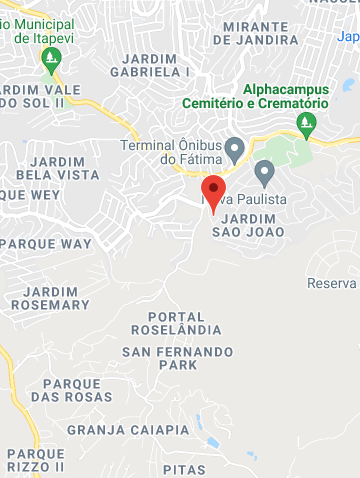 MIRANTE
DE JANDIRA
io Municipal
de Itapevi
JARDIM
GABRIELA I
Jap
ARDIM VALE
DO SOL II
Alphacampus
Cemitério e Crematório
Terminal Ônibus
do Fátima
JARDIM
BELA VISTA
QUE WEY
va Paulista
JARDIM
SAO JOAO
PARQUE WAY
Reserva
JARDIM
ROSEMARY
PORTAL
ROSELÂNDIA
SAN FERNANDO
PARK
PARQUE
DAS ROSAS
GRANJA CAIAPIA
PARQUE
RIZZO II
PITAS